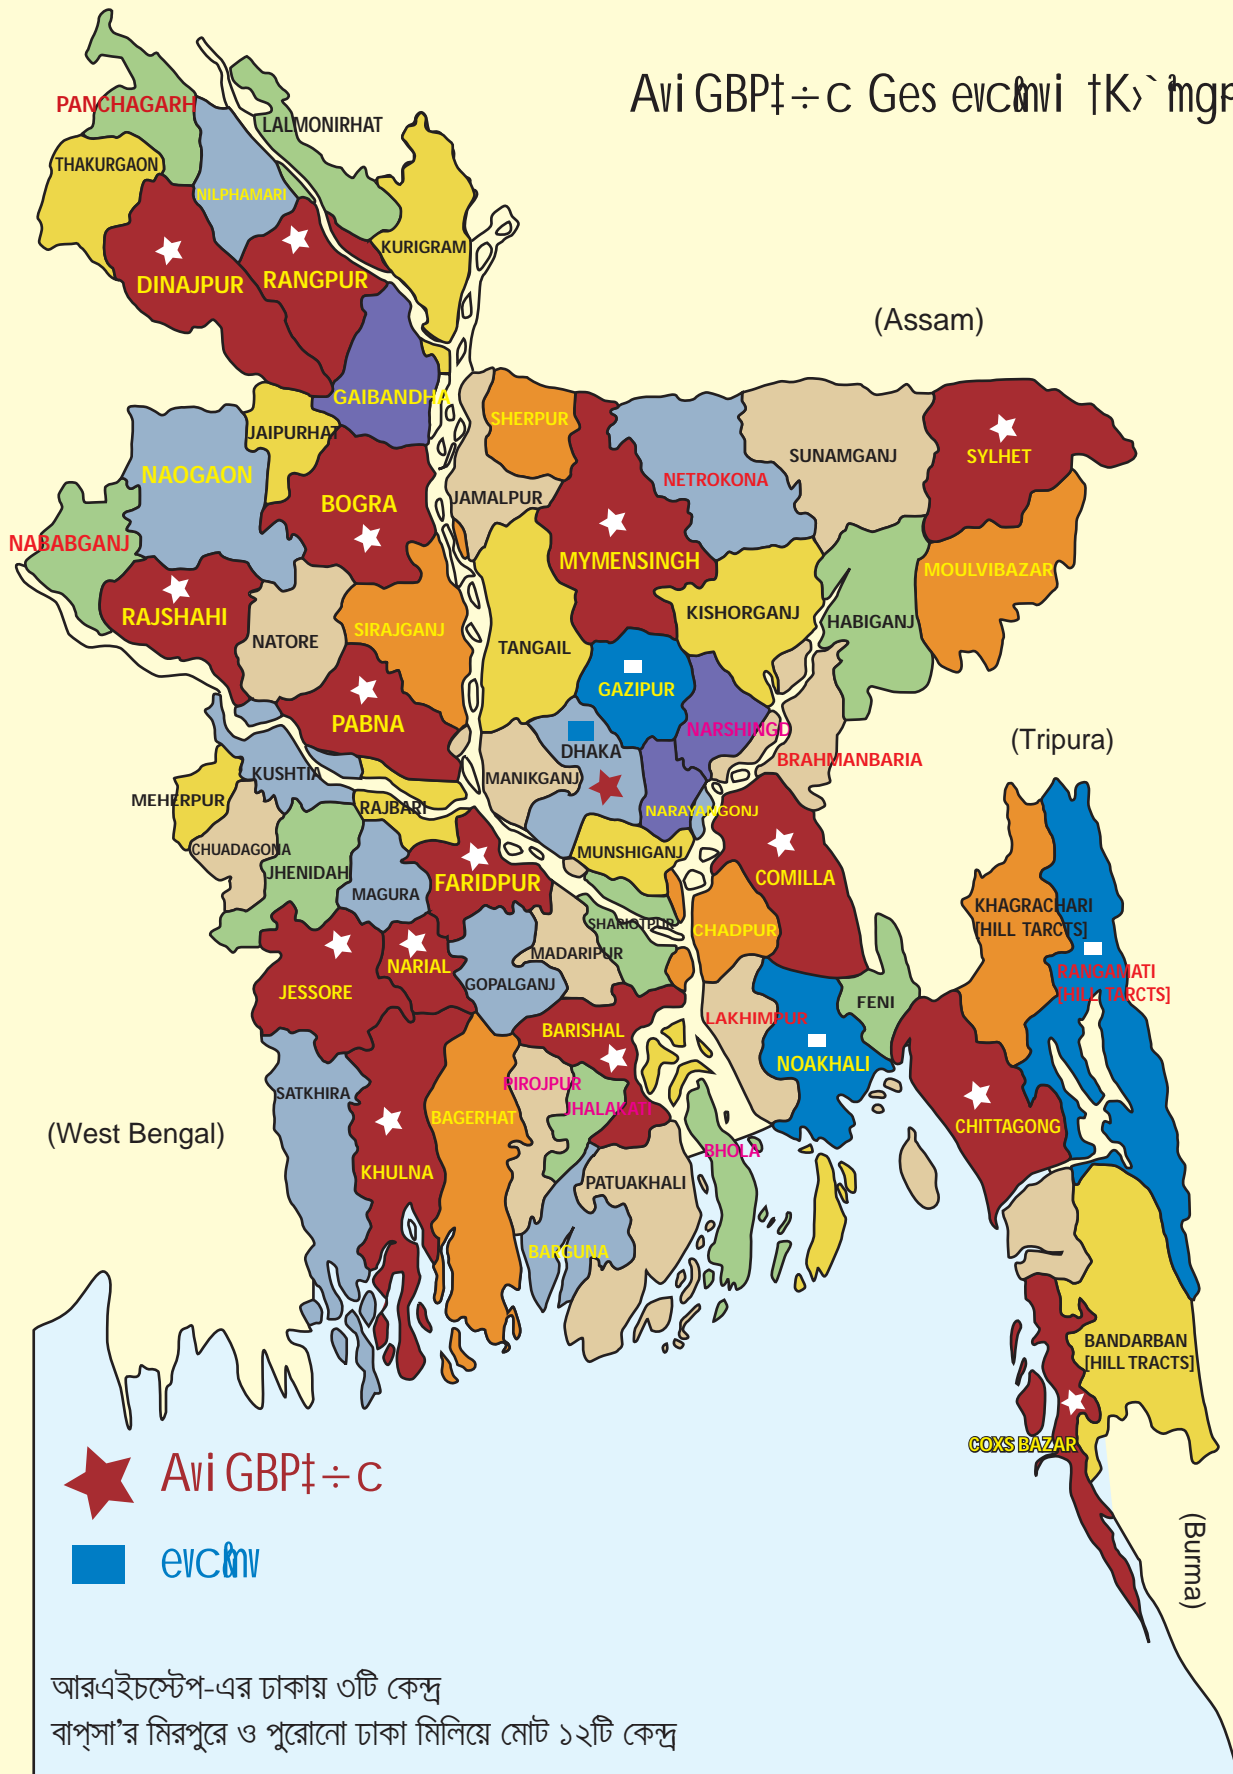 Avi GBP‡÷c Ges evcmvi †K›`ªmgr
PANCHAGARH
LALMONIRHAT
THAKURGAON
NILPHAMARI
KURIGRAM
DINAJPUR
RANGPUR
(Assam)
GAIBANDHA
SHERPUR
JAIPURHAT
SUNAMGANJ
SYLHET
NAOGAON
NETROKONA
BOGRA
JAMALPUR
NABABGANJ
MYMENSINGH
MOULVIBAZAR
RAJSHAHI
KISHORGANJ
HABIGANJ
SIRAJGANJ
NATORE
TANGAIL
GAZIPUR
PABNA
NARSHINGD
(Tripura)
DHAKA
BRAHMANBARIA
KUSHTIA
MANIKGANJ
MEHERPUR
RAJBARI
NARAYANGONJ
CHUADAGONA
MUNSHIGANJ
JHENIDAH
COMILLA
FARIDPUR
MAGURA
KHAGRACHARI
[HILL TARCTS]
SHARIOTPUR
CHADPUR
MADARIPUR
NARIAL
RANGAMATI
[HILL TARCTS]
GOPALGANJ
JESSORE
FENI
LAKHIMPUR
BARISHAL
NOAKHALI
PIROJPUR
SATKHIRA
JHALAKATI
BAGERHAT
CHITTAGONG
(West Bengal)
BHOLA
KHULNA
PATUAKHALI
BARGUNA
BANDARBAN
[HILL TRACTS]
COXS BAZAR
Avi GBP‡÷c
(Burma)
আরএইচস্টেপ-এর ঢাকায় ৩টি কেন্দ্র
বাপ্‌সা'র মিরপুরে ও পুরোনো ঢাকা মিলিয়ে মোট ১২টি কেন্দ্র